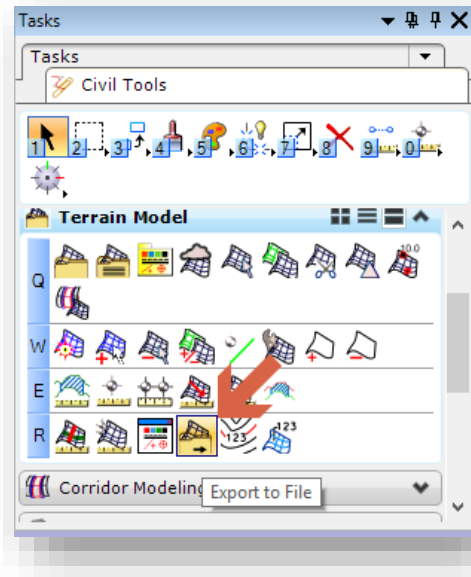 Tasks
Tasks
Civil Tools
1 2 3 4 5 6 7 8 9 0
Terrain Model
Q
10.0
W
E
R
123
123
Corridor Modeling
Export to File